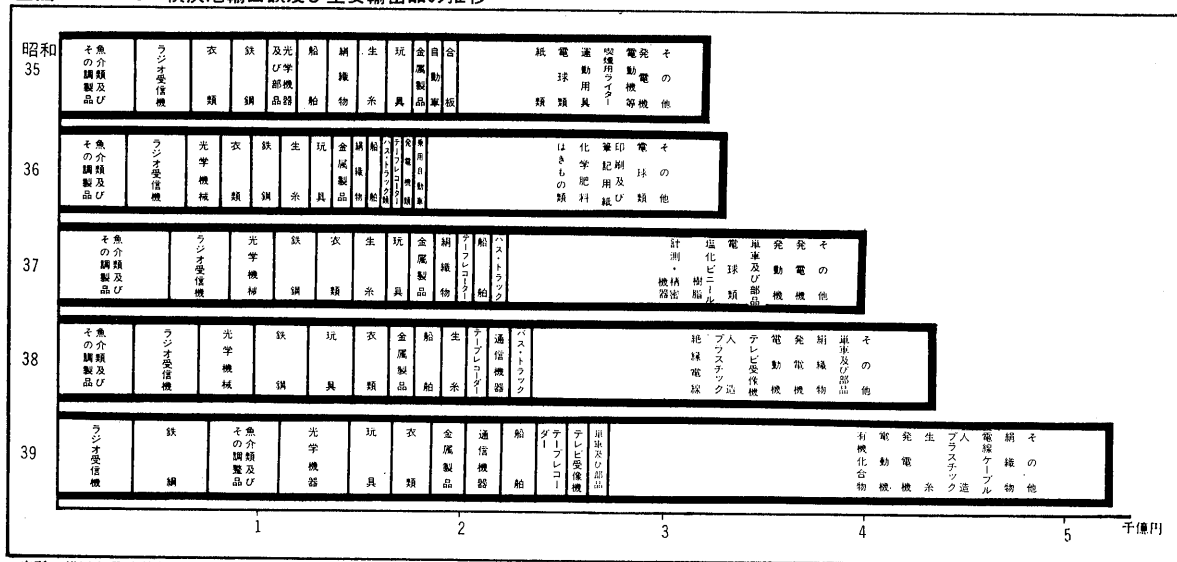 横浜港輸出額及び主要輸出品の推移
昭和
35
魚介類及びその調製品
ラジオ受信機
衣類
鉄鋼
光学機器及び部品
船舶
絹織物
生糸
玩具
金属製品
自動車
合板
紙類
電球類
運動用具
喫煙用ライター
発電機電動機等
その他
36
魚介類及びその調製品
ラジオ受信機
光学機械
衣類
鉄鋼
生糸
玩具
金属製品
絹織物
船舶
バス・トラック類
テープレコーダー
発電機類
乗用自動車
はきもの類
化学肥料
印刷及び筆記用紙
電球類
その他
37
魚介類及びその調製品
ラジオ受信機
光学機械
鉄鋼
衣類
生糸
玩具
金属製品
絹織物
テープレコーダー
船舶
バス・トラック
計測・精密機器
塩化ビニール樹脂
電球類
単車及び部品
発動機
発電機
その他
38
魚介類及びその調製品
ラジオ受信機
光学機械
鉄鋼
玩具
衣類
金属製品
船舶
生糸
テープレコーダー
通信機器
バス・トラック
絶縁電線
人造プラスチック
テレビ受像機
電動機
発電機
絹織物
単車及び部品
その他
39
ラジオ受信機
鉄鋼
魚介類及びその調整品
光学機器
玩具
衣類
金属製品
通信機器
船舶
テープレコーダー
テレビ受像機
単車及び部品
有機化合物
電動機
発電機
生糸
人造プラスチック
電線ケーブル
絹織物
その他
1 2 3 4 5 千億円